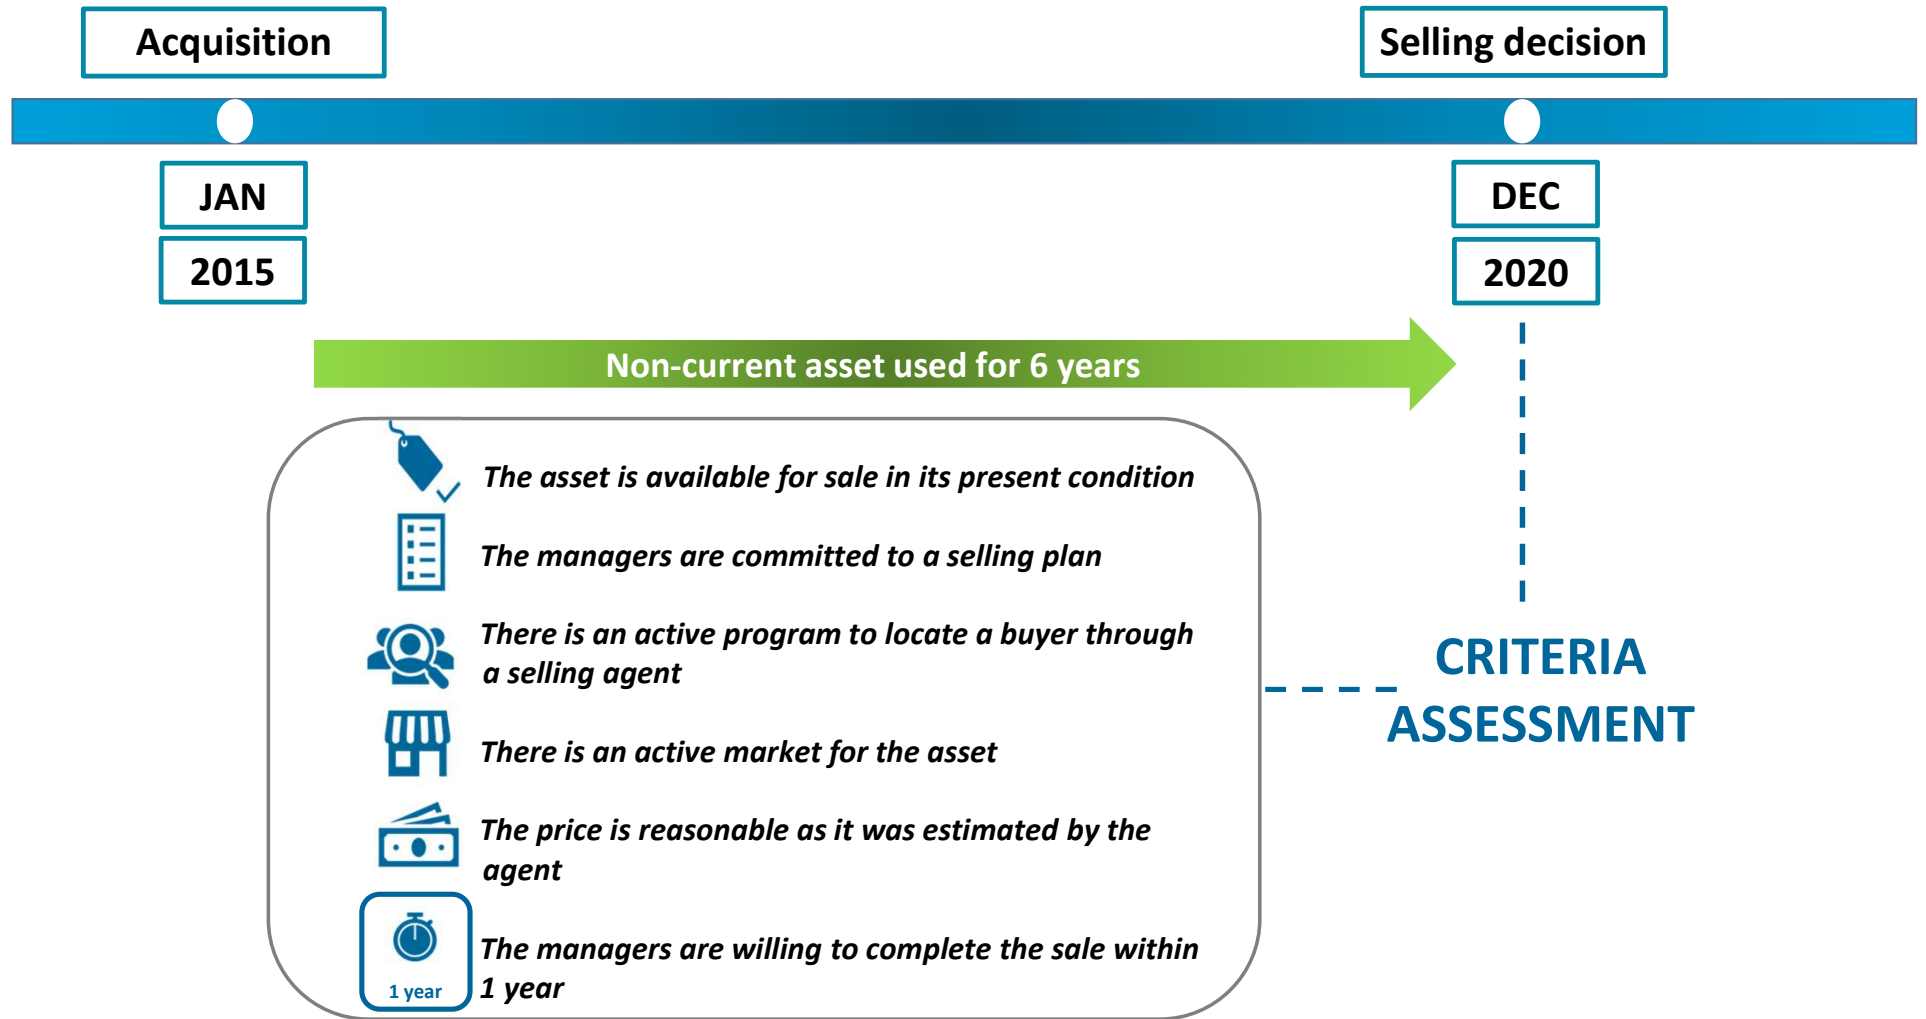 Acquisition
Selling decision
JAN
2015
DEC
2020
Non-current asset used for 6 years
The asset is available for sale in its present condition
The managers are committed to a selling plan
There is an active program to locate a buyer through
a selling agent
There is an active market for the asset
The price is reasonable as it was estimated by the
agent
The managers are willing to complete the sale within
1 year
1 year
CRITERIA
ASSESSMENT